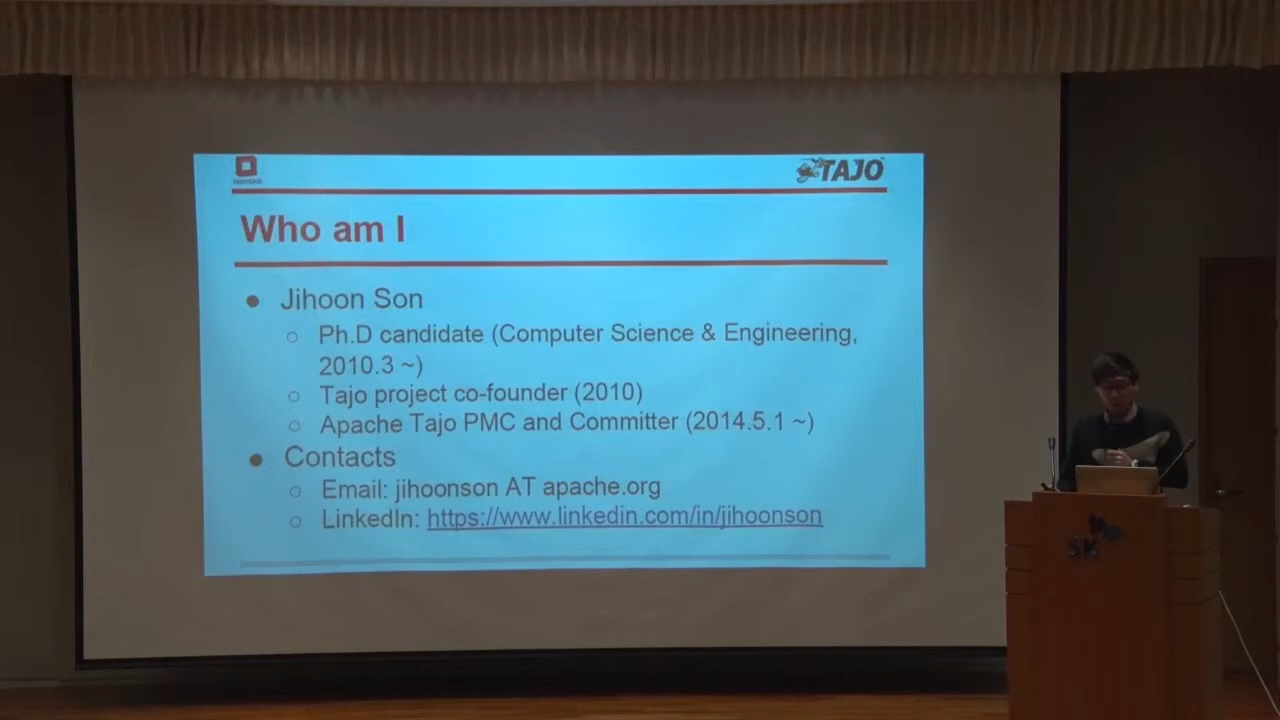 openstack
TAJO
Who am I
● Jihoon Son
○ Ph.D candidate (Computer Science & Engineering,
2010.3 ~)
○ Tajo project co-founder (2010)
○ Apache Tajo PMC and Committer (2014.5.1 ~)
● Contacts
○ Email: jihoonson AT apache.org
○ LinkedIn: https://www.linkedin.com/in/jihoonson
SK